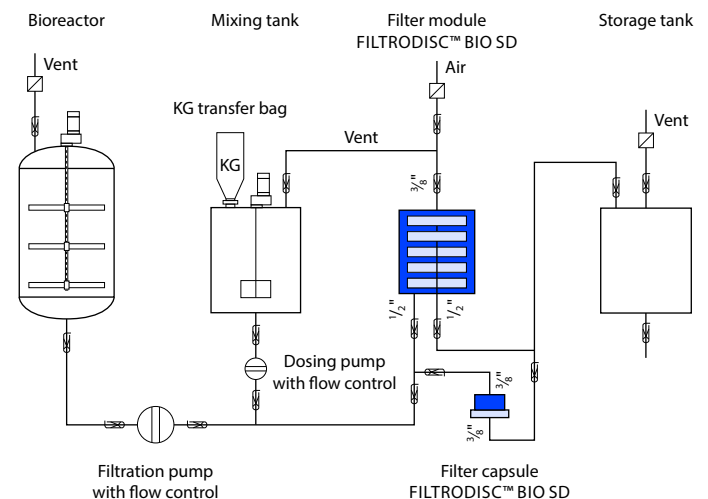 Bioreactor
Mixing tank
Filter module
FILTRODISC™ BIO SD
Storage tank
Vent
Air
KG transfer bag
Vent
Vent
KG
3/8"
1/2"
1/2"
Dosing pump
with flow control
3/8"
3/8"
Filtration pump
with flow control
Filter capsule
FILTRODISC™ BIO SD